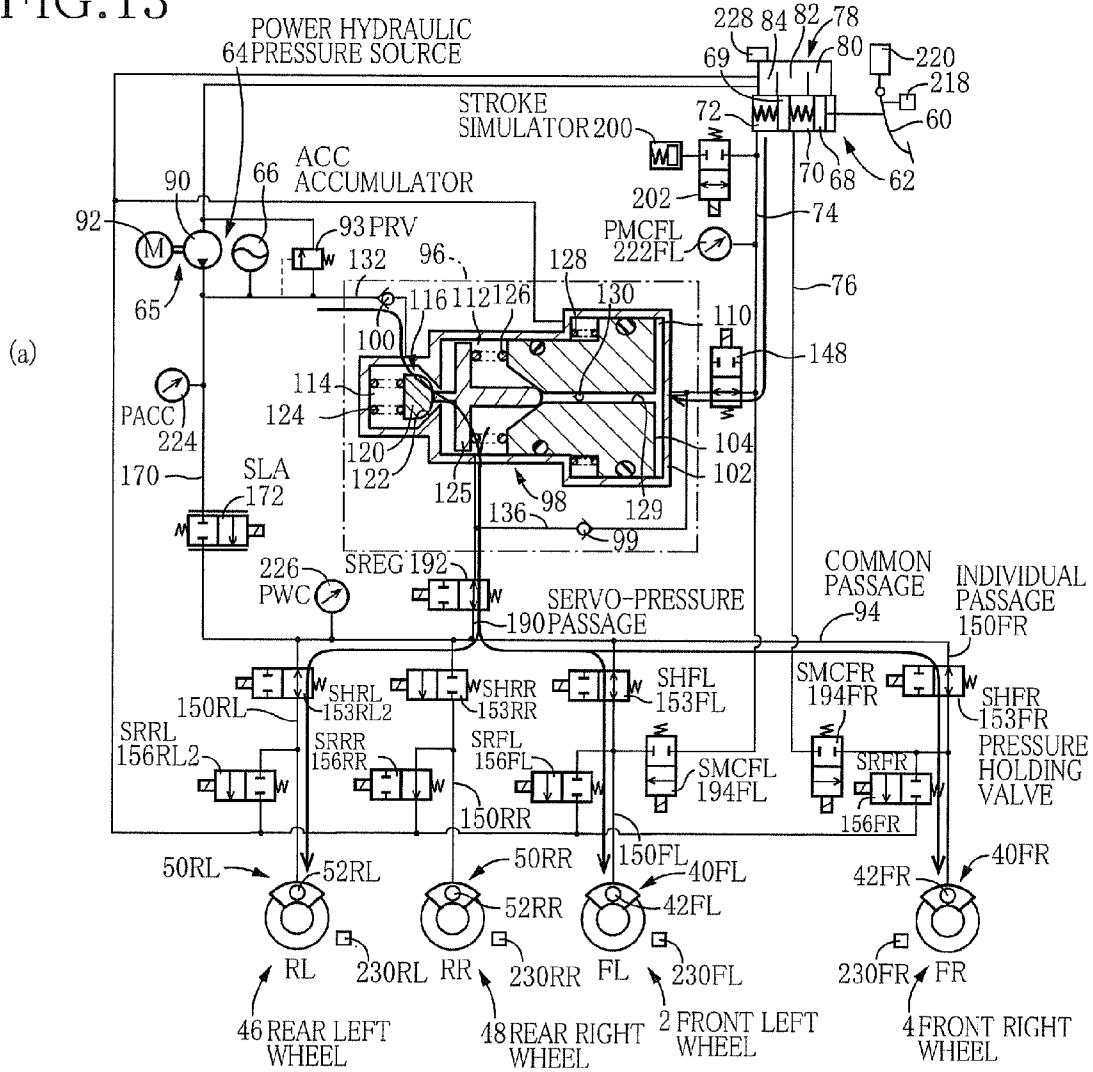 FIG. 13
(a)
POWER HYDRAULIC
64 PRESSURE SOURCE
228
84
82
78
80
220
218
69
72
60
STROKE
SIMULATOR 200
70
68
62
202
74
ACC
ACCUMULATOR
90
66
92
M
93 PRV
PMCFL
222FL
132
96
128
130
76
65
116
112
126
110
100
148
114
PACC
224
124
120
122
125
98
104
102
129
170
SLA
172
136
99
226
PWC
SREG 192
190 SERVO-PRESSURE
PASSAGE
COMMON
PASSAGE
94
INDIVIDUAL
PASSAGE
150FR
SHRL
153RL2
150RL
SHRR
153RR
SHFL
153FL
SMCFR
194FR
SHFR
153FR
PRESSURE
HOLDING
VALVE
SRRL
156RL2
SRRR
156RR
SRFL
156FL
SMCFL
194FL
SRFR
156FR
150RR
150FL
50RL
52RL
50RR
52RR
40FL
42FL
42FR
40FR
230RL
230RR
230FL
230FR
RL
RR
FL
FR
46 REAR LEFT
WHEEL
48 REAR RIGHT
WHEEL
2 FRONT LEFT
WHEEL
4 FRONT RIGHT
WHEEL